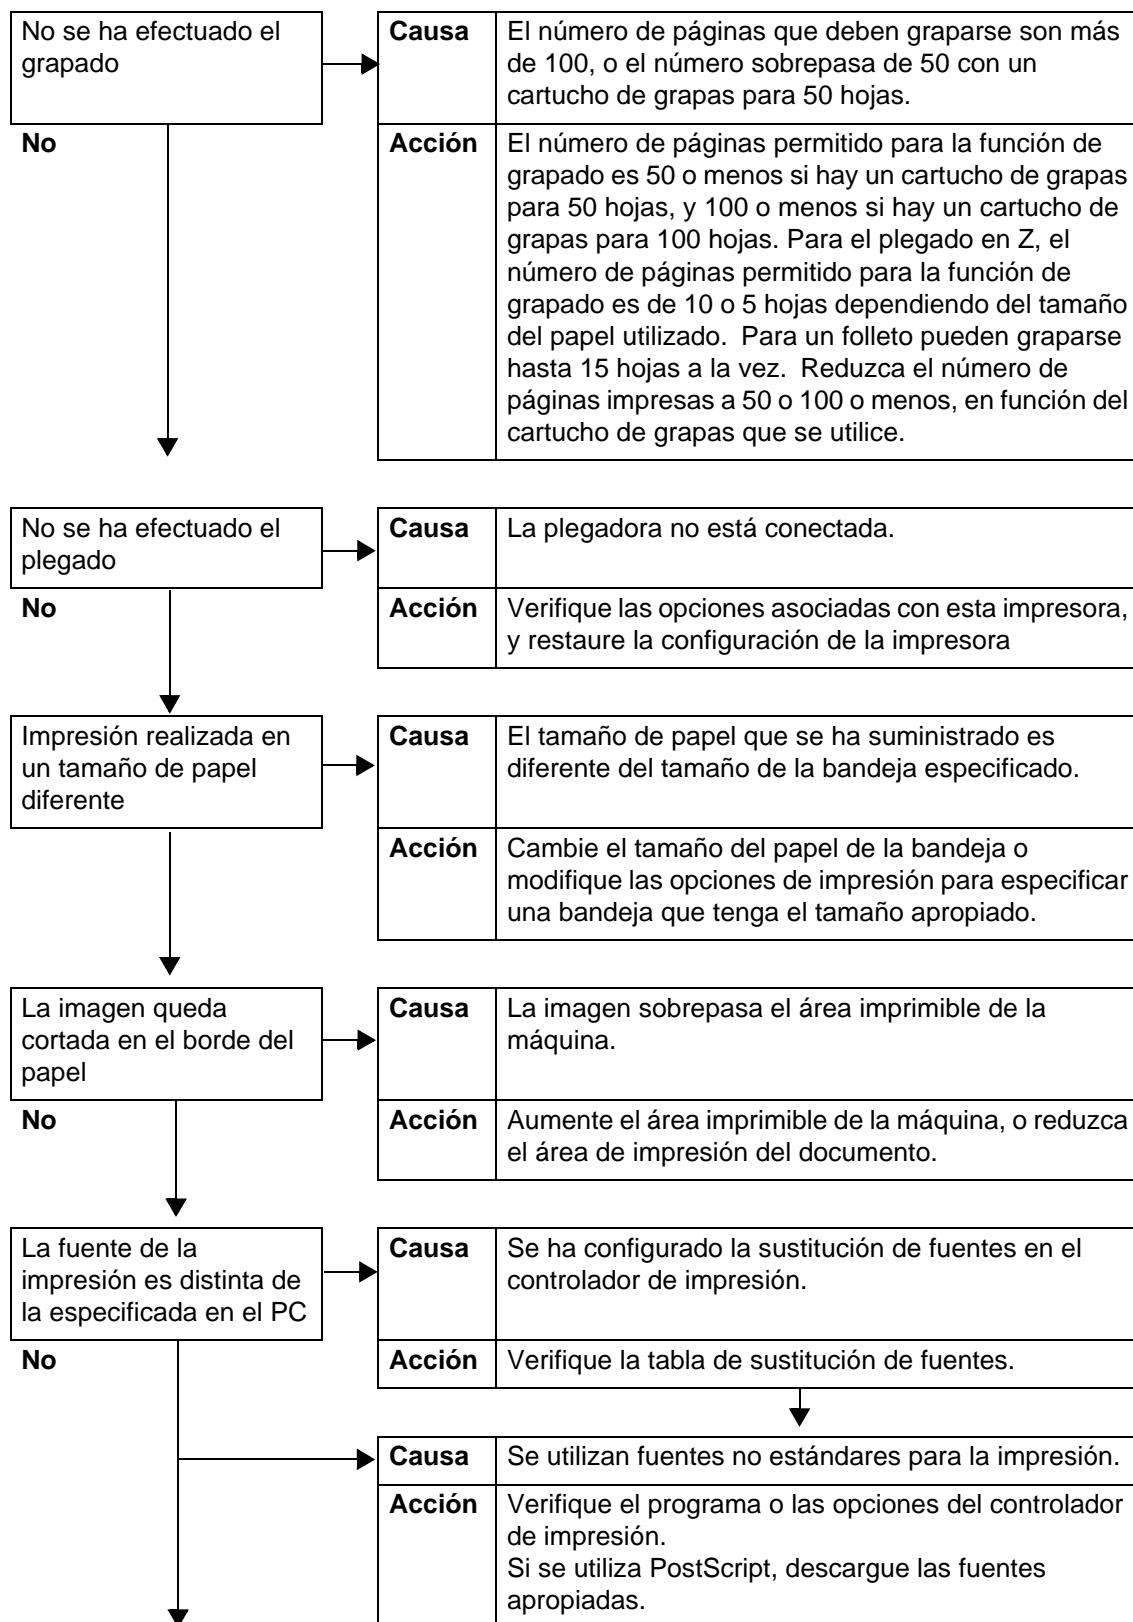 No se ha efectuado el
grapado
Causa
El número de páginas que deben graparse son más
de 100, o el número sobrepasa de 50 con un
cartucho de grapas para 50 hojas.
No
Acción
El número de páginas permitido para la función de
grapado es 50 o menos si hay un cartucho de grapas
para 50 hojas, y 100 o menos si hay un cartucho de
grapas para 100 hojas. Para el plegado en Z, el
número de páginas permitido para la función de
grapado es de 10 o 5 hojas dependiendo del tamaño
del papel utilizado.  Para un folleto pueden graparse
hasta 15 hojas a la vez.  Reduzca el número de
páginas impresas a 50 o 100 o menos, en función del
cartucho de grapas que se utilice.
No se ha efectuado el
plegado
Causa
La plegadora no está conectada.
No
Acción
Verifique las opciones asociadas con esta impresora,
y restaure la configuración de la impresora
Impresión realizada en
un tamaño de papel
diferente
Causa
El tamaño de papel que se ha suministrado es
diferente del tamaño de la bandeja especificado.
Acción
Cambie el tamaño del papel de la bandeja o
modifique las opciones de impresión para especificar
una bandeja que tenga el tamaño apropiado.
La imagen queda
cortada en el borde del
papel
Causa
La imagen sobrepasa el área imprimible de la
máquina.
No
Acción
Aumente el área imprimible de la máquina, o reduzca
el área de impresión del documento.
La fuente de la
impresión es distinta de
la especificada en el PC
Causa
Se ha configurado la sustitución de fuentes en el
controlador de impresión.
No
Acción
Verifique la tabla de sustitución de fuentes.
Causa
Se utilizan fuentes no estándares para la impresión.
Acción
Verifique el programa o las opciones del controlador
de impresión.
Si se utiliza PostScript, descargue las fuentes
apropiadas.